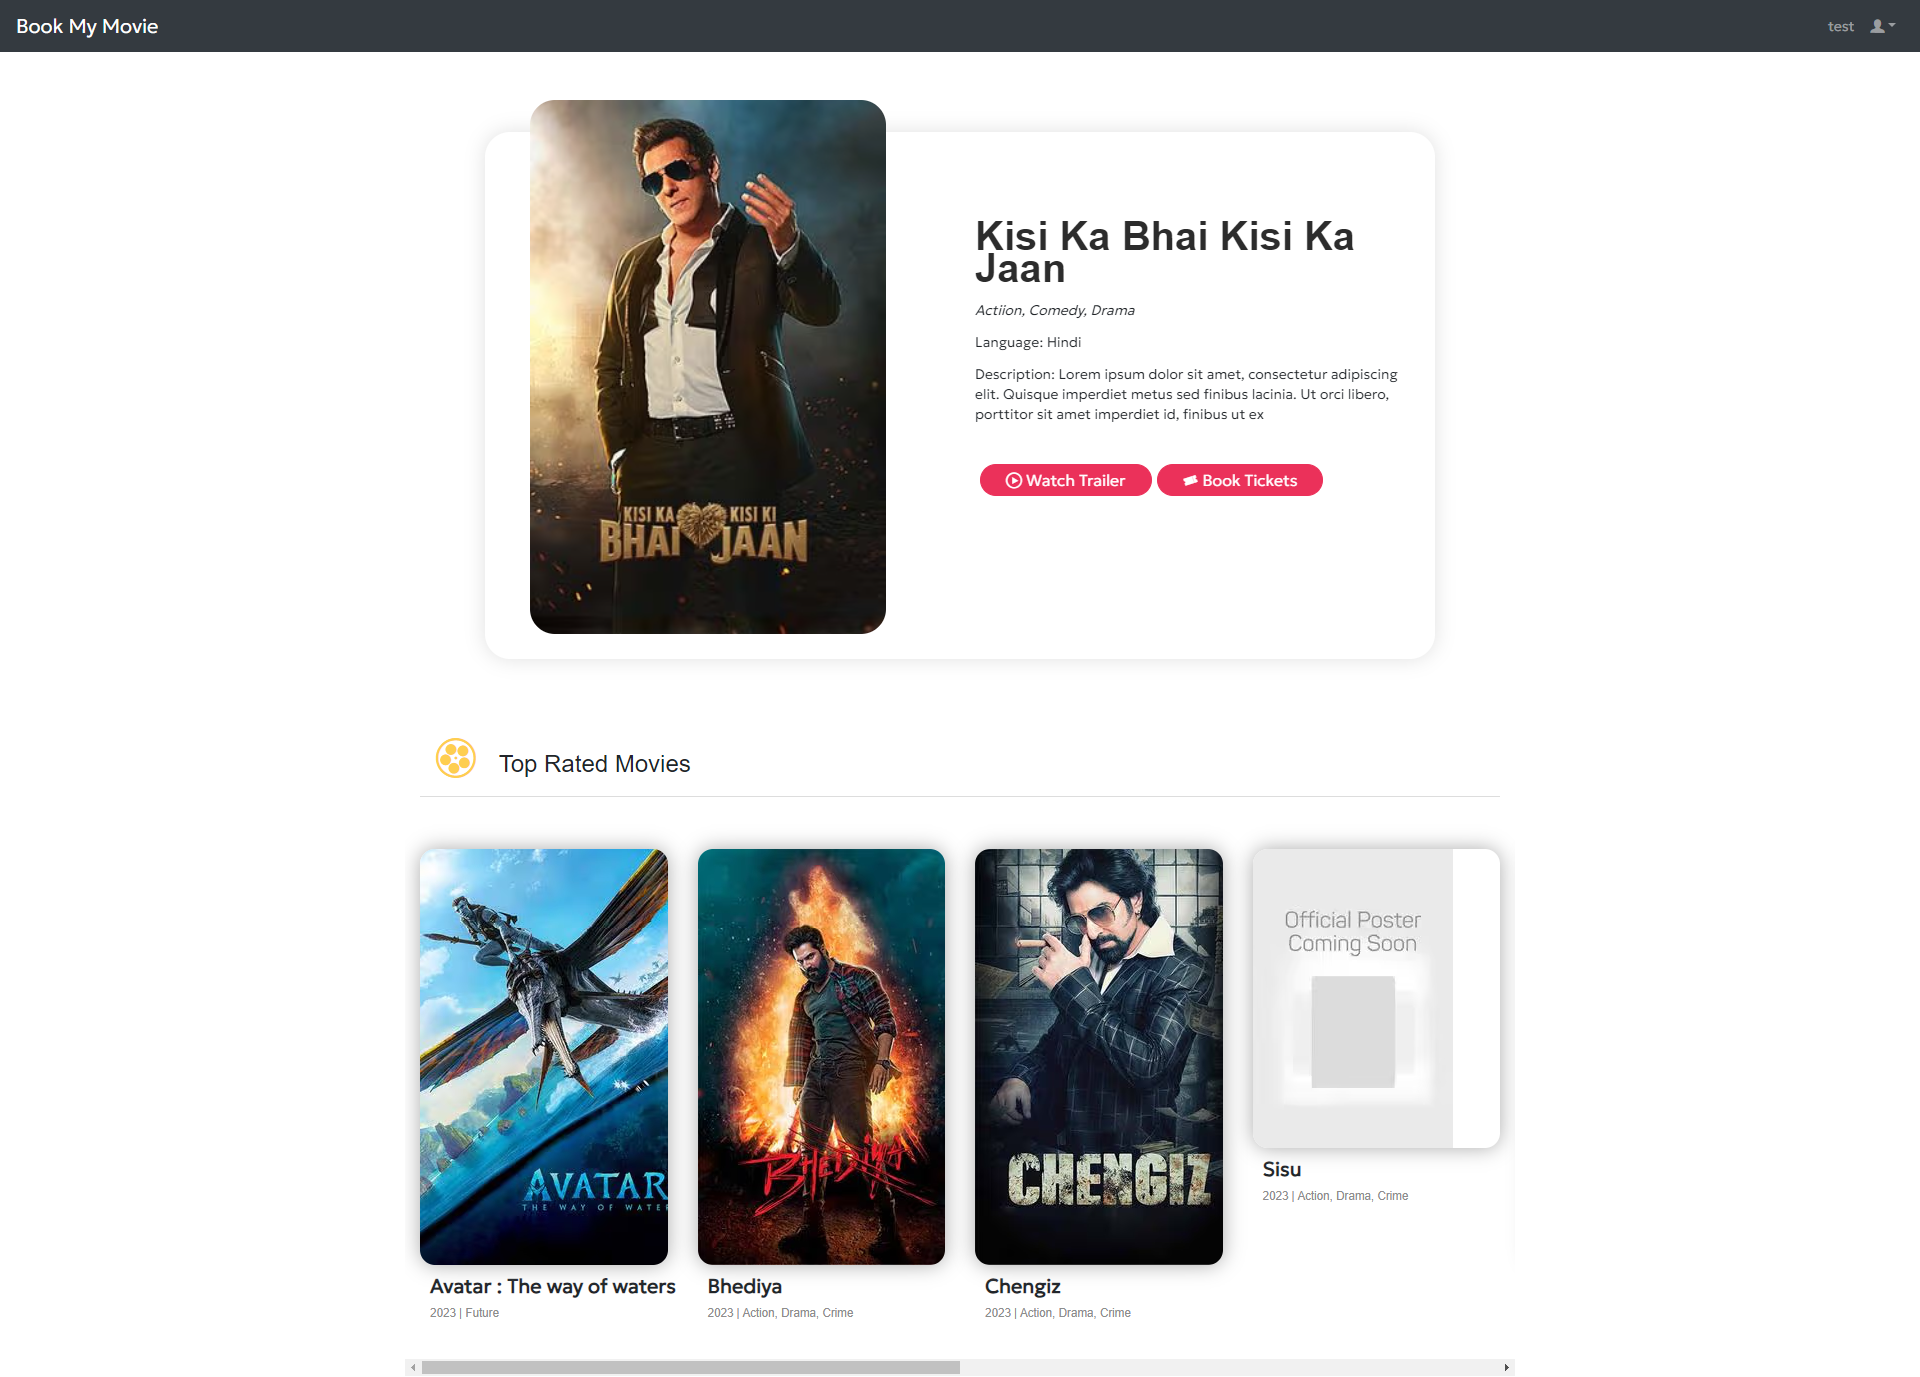 Book My Movie
test
Kisi Ka Bhai Kisi Ka
Jaan
Actiion, Comedy, Drama
Language: Hindi
Description: Lorem ipsum dolor sit amet, consectetur adipiscing
elit. Quisque imperdiet metus sed finibus lacinia. Ut orci libero,
porttitor sit amet imperdiet id, finibus ut ex
Watch Trailer
Book Tickets
KISI KA KISI KI
BHAI JAAN
Top Rated Movies
AVATAR
THE WAY OF WATER
BHEDIYA
CHENGIZ
Official Poster
Coming Soon
Sisu
2023 | Action, Drama, Crime
Avatar : The way of waters
2023 | Future
Bhediya
2023 | Action, Drama, Crime
Chengiz
2023 | Action, Drama, Crime